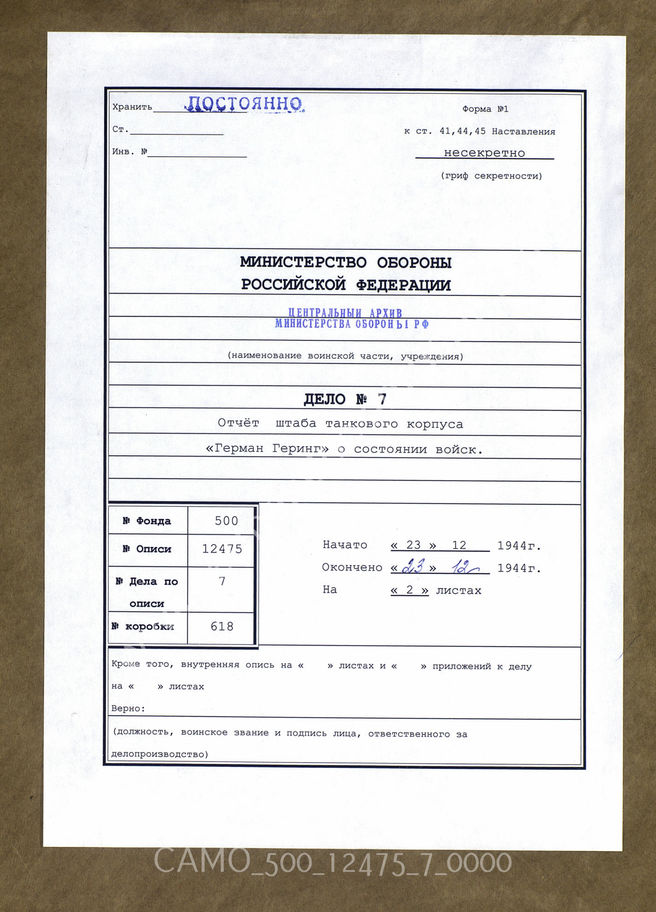 Хранить ПОСТОЯННО
Форма №1
Ст.
к ст. 41,44,45 Наставления
Инв. №
несекретно
(гриф секретности)
МИНИСТЕРСТВО ОБОРОНЫ
РОССИЙСКОЙ ФЕДЕРАЦИИ
ЦЕНТРАЛЬНЫЙ АРХИВ
МИНИСТЕРСТВА ОБОРОНЫ РФ
(наименование воинской части, учреждения)
ДЕЛО № 7
Отчёт штаба танкового корпуса
«Герман Геринг» о состоянии войск.
№ Фонда 500
№ Описи 12475
№ Дела по описи 7
№ коробки 618
Начато « 23 » 12 1944г.
Окончено « 23 » 12 1944г.
На « 2 » листах
Кроме того, внутренняя опись на « » листах и « » приложений к делу
на « » листах
Верно:
(должность, воинское звание и подпись лица, ответственного за
делопроизводство)
САМО_500_12475_7_0000